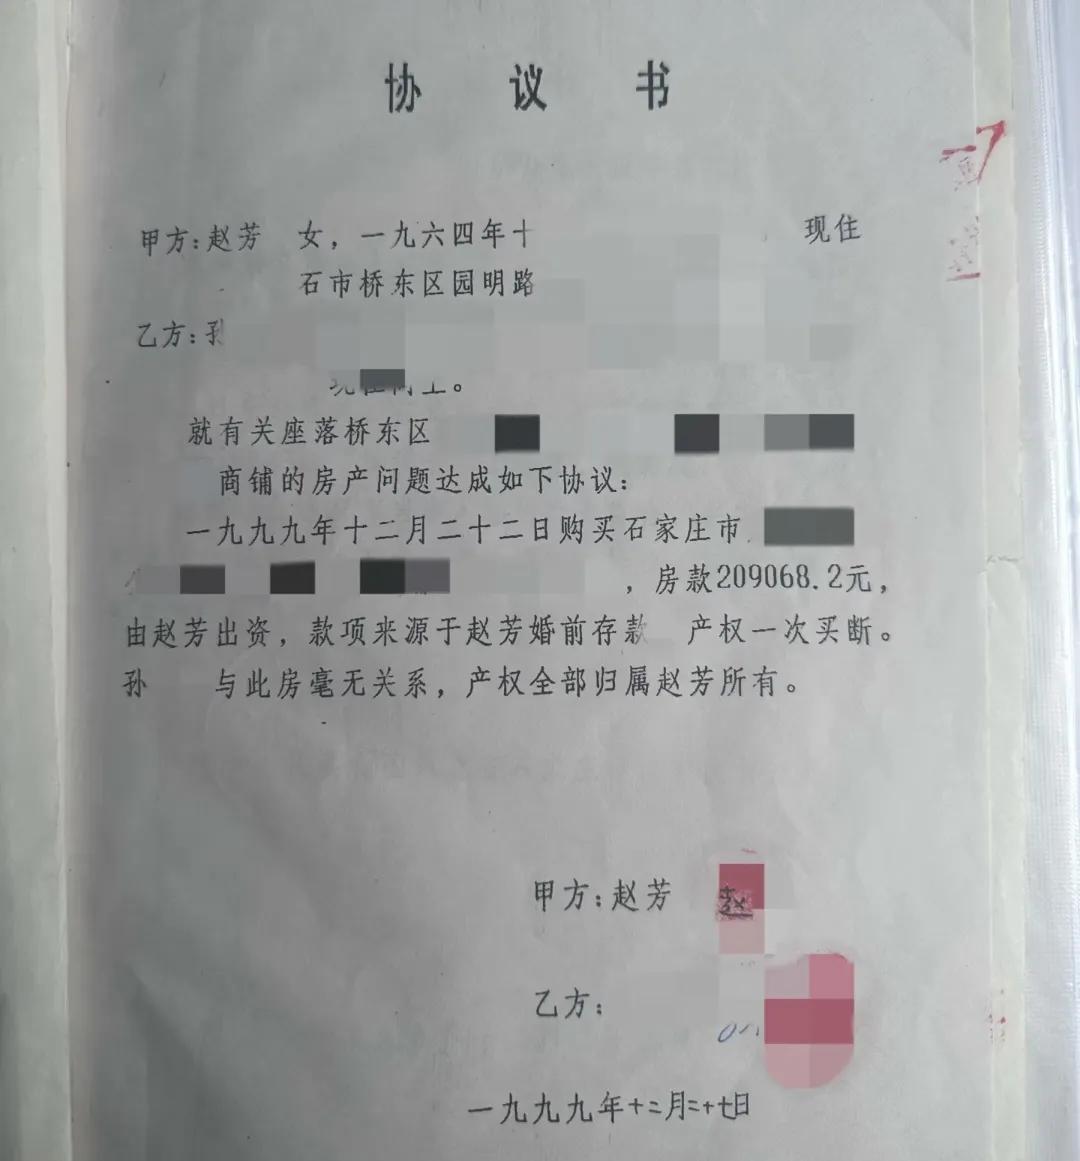 协议书
甲方:赵芳 女，一九六四年十 现住
石市桥东区园明路
乙方:孙
就有关座落桥东区
商铺的房产问题达成如下协议:
一九九九年十二月二十二日购买石家庄市
，房款209068.2元，
由赵芳出资，款项来源于赵芳婚前存款 产权一次买断。
孙 与此房毫无关系，产权全部归属赵芳所有。
甲方:赵芳 赵
乙方:
一九九九年十二月二十七日